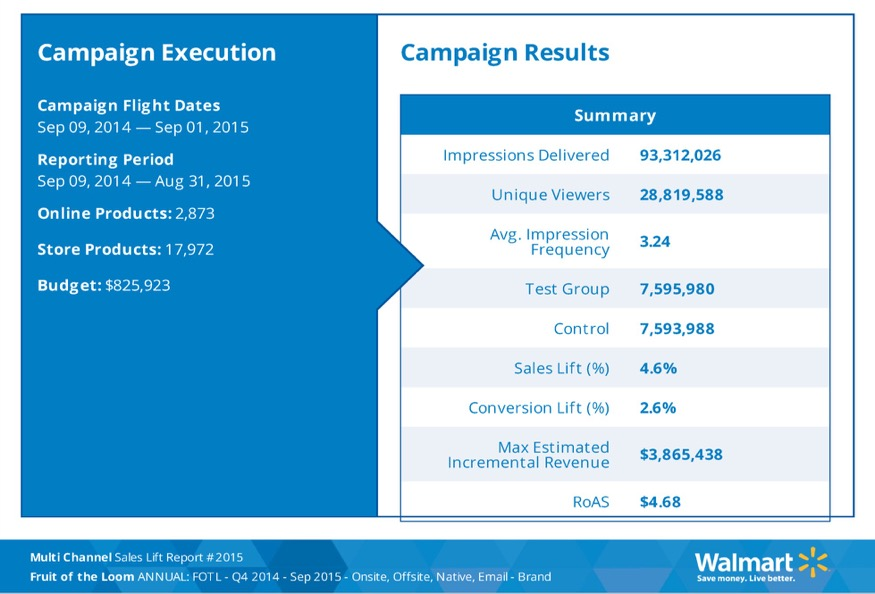 Campaign Execution
Campaign Flight Dates
Sep 09, 2014 — Sep 01, 2015
Reporting Period
Sep 09, 2014 — Aug 31, 2015
Online Products: 2,873
Store Products: 17,972
Budget: $825,923
Campaign Results
Summary
Impressions Delivered 93,312,026
Unique Viewers 28,819,588
Avg. Impression
Frequency 3.24
Test Group 7,595,980
Control 7,593,988
Sales Lift (%) 4.6%
Conversion Lift (%) 2.6%
Max Estimated
Incremental Revenue $3,865,438
RoAS $4.68
Multi Channel Sales Lift Report #2015
Fruit of the Loom ANNUAL: FOTL - Q4 2014 - Sep 2015 - Onsite, Offsite, Native, Email - Brand
Walmart
Save money. Live better.